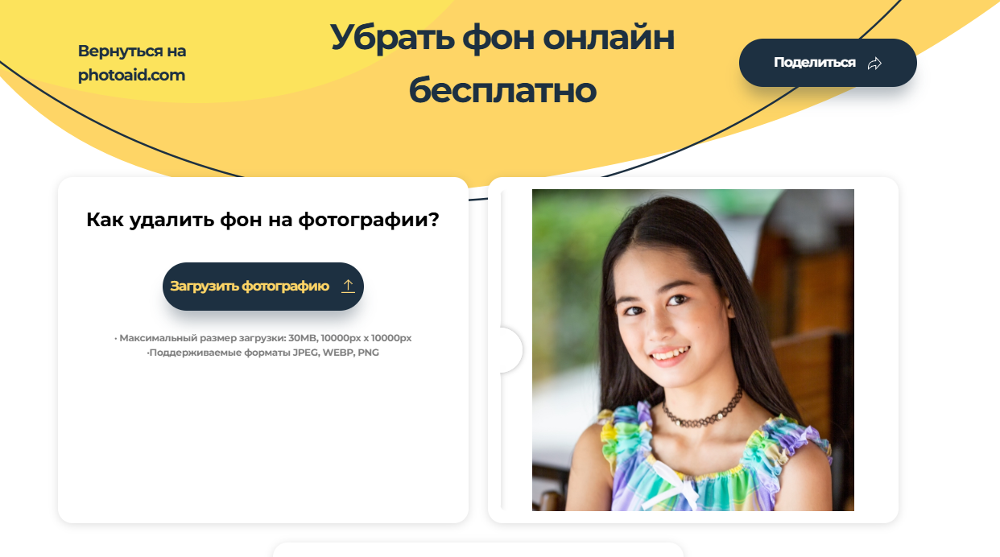 Вернуться на
photoaid.com
Убрать фон онлайн
бесплатно
Поделиться
Как удалить фон на фотографии?
Загрузить фотографию
· Максимальный размер загрузки: 30MB, 10000px x 10000px
·Поддерживаемые форматы JPEG, WEBP, PNG